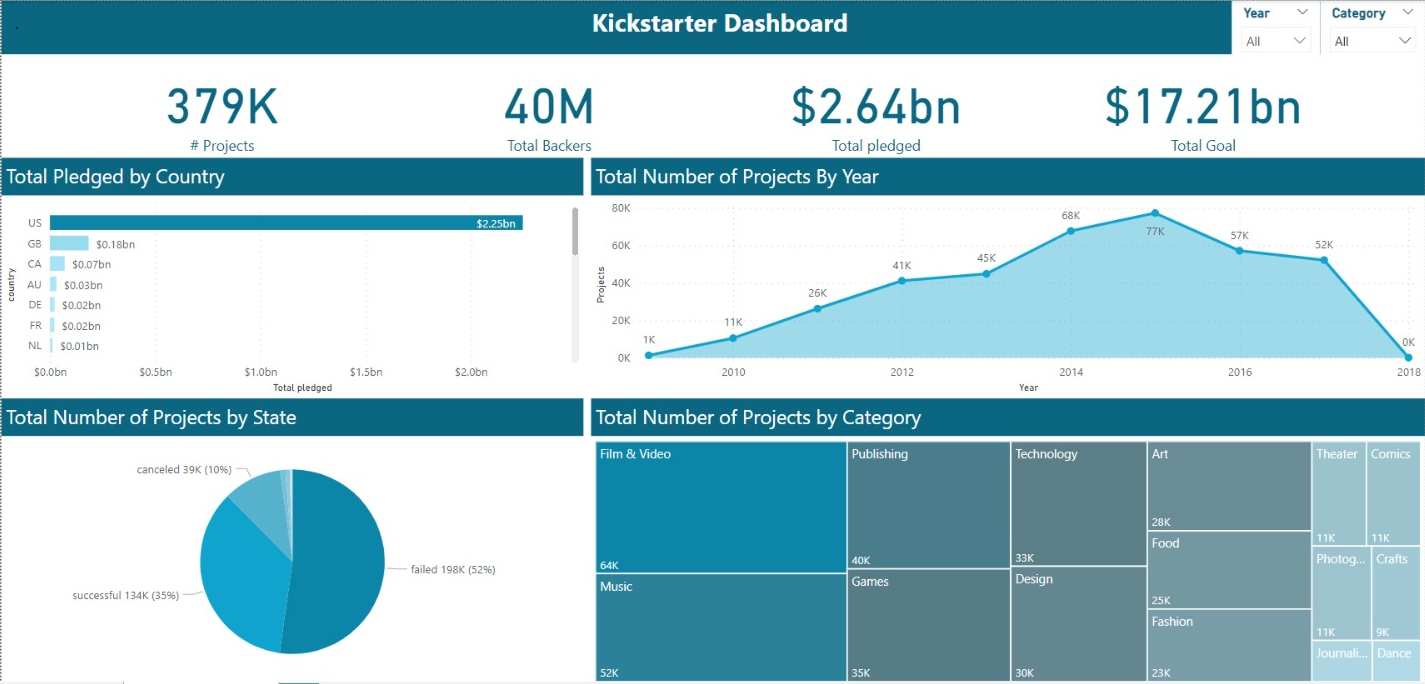 Kickstarter Dashboard
Year
Category
All
All
379K
# Projects
40M
Total Backers
$2.64bn
Total pledged
$17.21bn
Total Goal
Total Pledged by Country
country
US
$2.25bn
GB
$0.18bn
CA
$0.07bn
AU
$0.03bn
DE
$0.02bn
FR
$0.02bn
NL
$0.01bn
$0.0bn
$0.5bn
$1.0bn
$1.5bn
$2.0bn
Total pledged
Total Number of Projects By Year
Projects
80K
60K
40K
20K
0K
1K
11K
26K
41K
45K
68K
77K
57K
52K
0K
2010
2012
2014
2016
2018
Year
Total Number of Projects by State
canceled 39K (10%)
failed 198K (52%)
successful 134K (35%)
Total Number of Projects by Category
Film & Video
64K
Music
52K
Publishing
40K
Games
35K
Technology
33K
Design
30K
Art
28K
Food
25K
Fashion
23K
Theater
11K
Comics
11K
Photog...
11K
Crafts
9K
Journali...
Dance